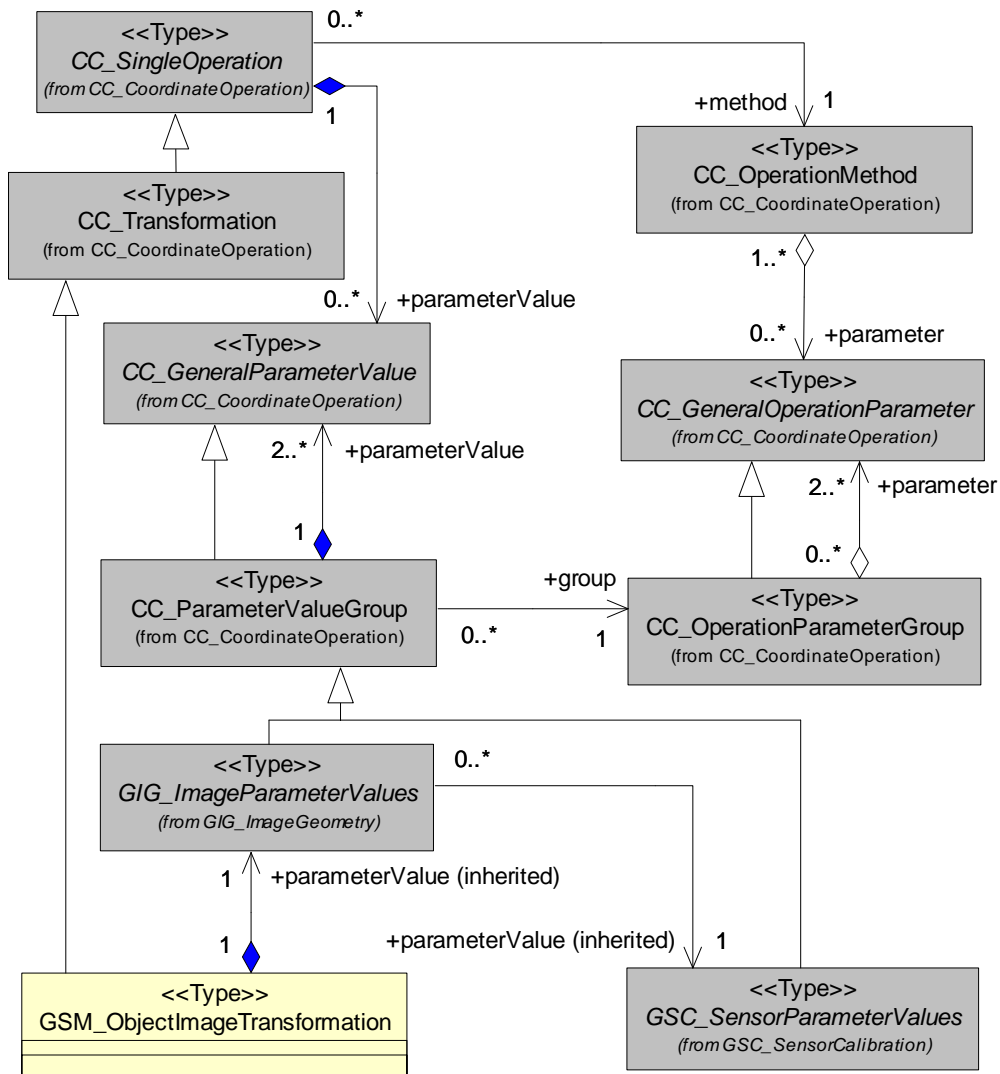 <<Type>>
CC_SingleOperation
(from CC_CoordinateOperation)
0..*
1
+method
1
<<Type>>
CC_OperationMethod
(from CC_CoordinateOperation)
<<Type>>
CC_Transformation
(from CC_CoordinateOperation)
1..*
0..*
+parameterValue
0..*
+parameter
<<Type>>
CC_GeneralParameterValue
(from CC_CoordinateOperation)
<<Type>>
CC_GeneralOperationParameter
(from CC_CoordinateOperation)
2..*
+parameterValue
2..*
+parameter
1
0..*
<<Type>>
CC_ParameterValueGroup
(from CC_CoordinateOperation)
+group
0..*
1
<<Type>>
CC_OperationParameterGroup
(from CC_CoordinateOperation)
<<Type>>
GIG_ImageParameterValues
(from GIG_ImageGeometry)
0..*
1
+parameterValue (inherited)
1
+parameterValue (inherited)
1
<<Type>>
GSM_ObjectImageTransformation
<<Type>>
GSC_SensorParameterValues
(from GSC_SensorCalibration)